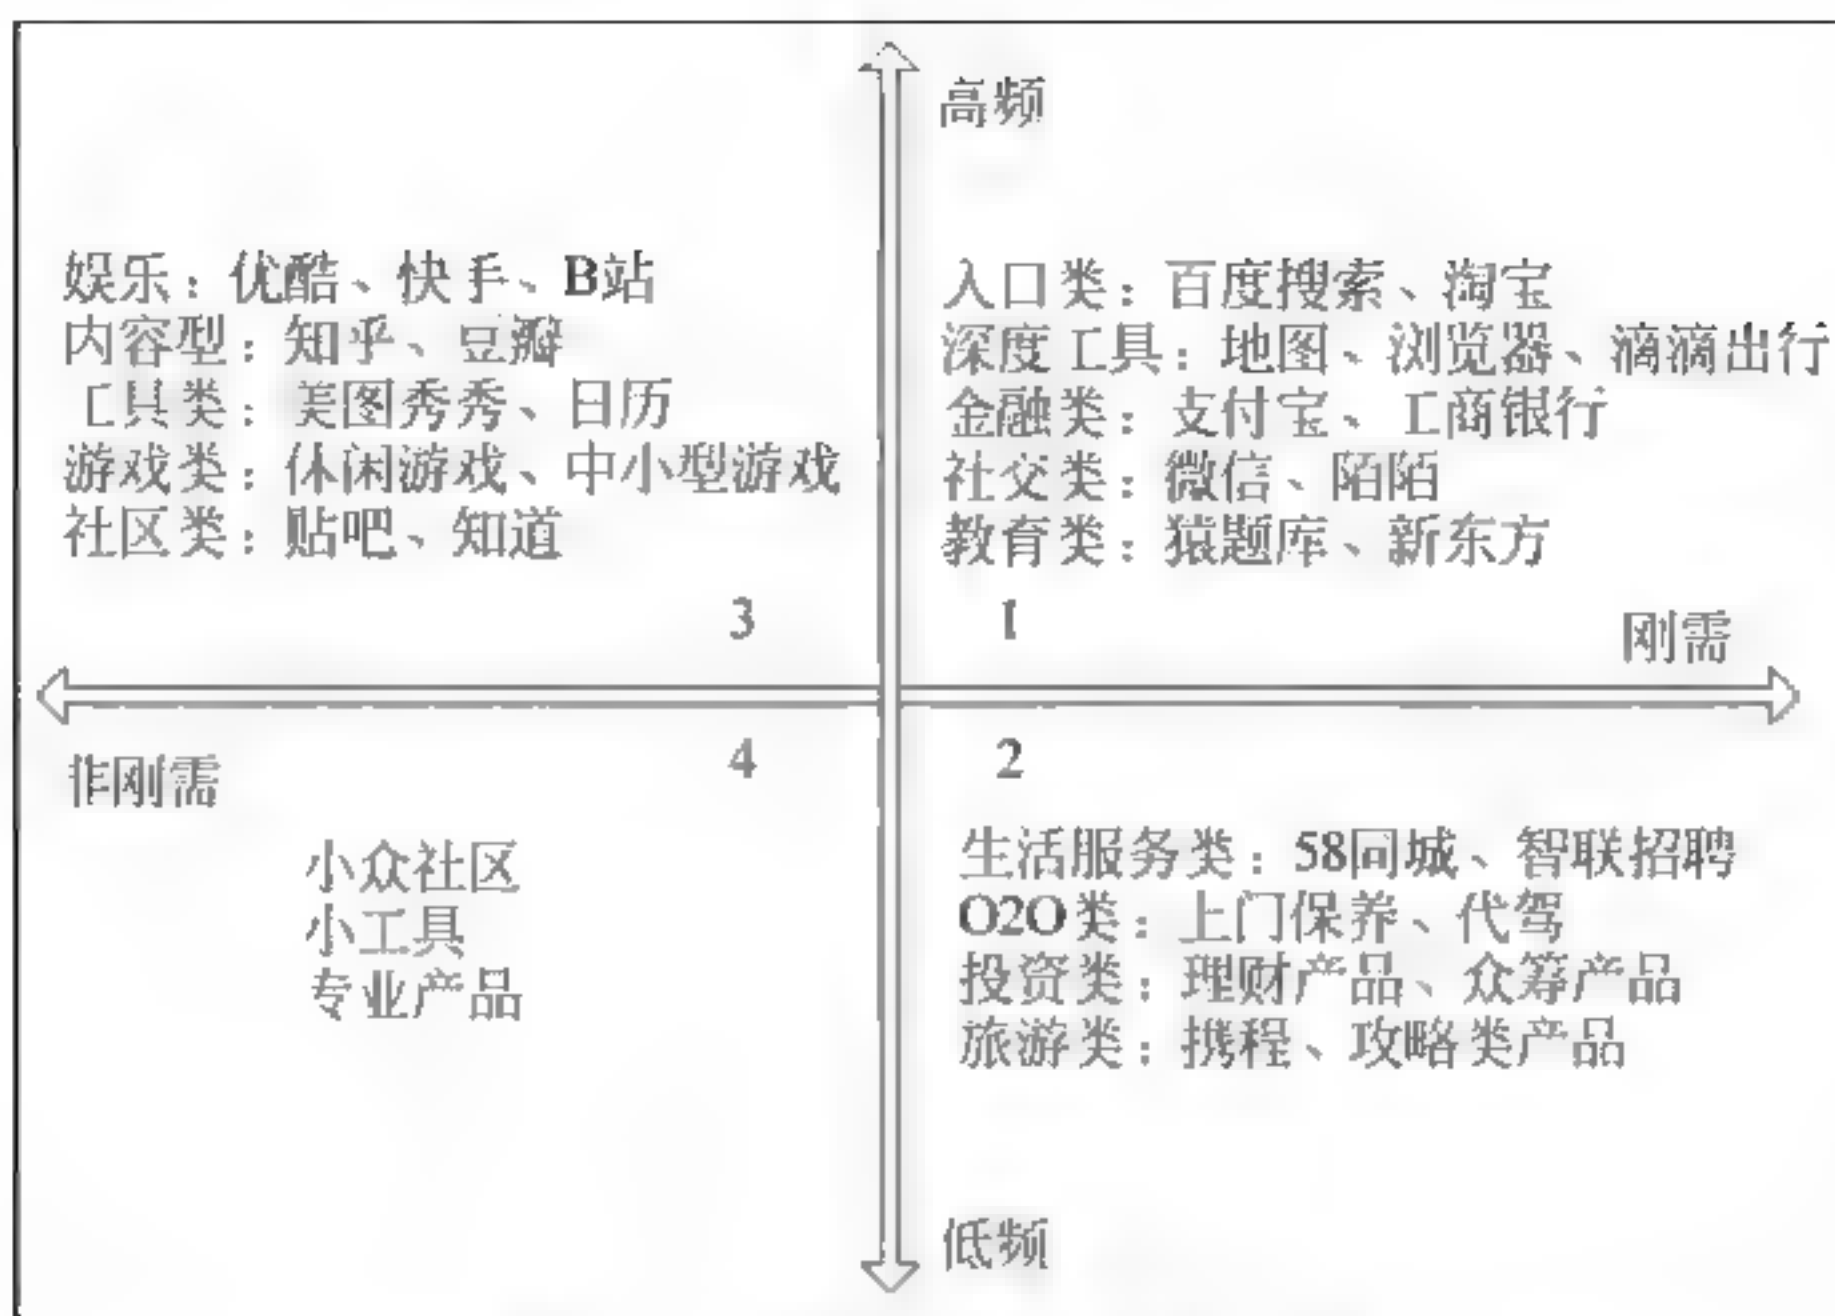 高频
娱乐：优酷、快手、B站
内容型：知乎、豆瓣
工具类：美图秀秀、日历
游戏类：休闲游戏、中小型游戏
社区类：贴吧、知道
3
入口类：百度搜索、淘宝
深度工具：地图、浏览器、滴滴出行
金融类：支付宝、工商银行
社交类：微信、陌陌
教育类：猿题库、新东方
1
刚需
非刚需
4
小众社区
小工具
专业产品
2
生活服务类：58同城、智联招聘
O2O类：上门保养、代驾
投资类：理财产品、众筹产品
旅游类：携程、攻略类产品
低频